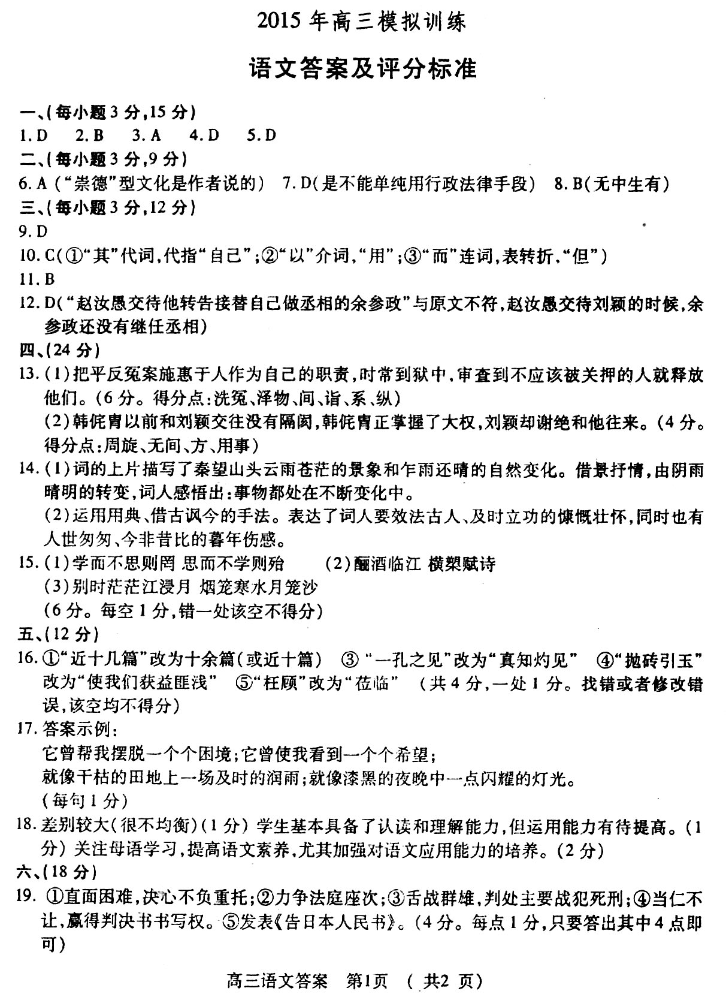 2015 年高三模拟训练
语文答案及评分标准
一、(每小题 3 分,15 分)
1. D 2. B 3. A 4. D 5. D
二、(每小题 3 分,9 分)
6. A (“崇德”型文化是作者说的) 7. D(是不能单纯用行政法律手段) 8. B(无中生有)
三、(每小题 3 分,12 分)
9. D
10. C(①“其”代词,代指“自己”;②“以”介词,“用”;③“而”连词,表转折,“但”)
11. B
12. D(“赵汝愚交待他转告接替自己做丞相的余参政”与原文不符,赵汝愚交待刘颖的时候,余
参政还没有继任丞相)
四、(24 分)
13. (1)把平反冤案施惠于人作为自己的职责,时常到狱中,审查到不应该被关押的人就释放
他们。(6 分。得分点:洗冤、泽物、间、诣、系、纵)
(2)韩侂胄以前和刘颖交往没有隔阂,韩侂胄正掌握了大权,刘颖却谢绝和他往来。(4 分。
得分点:周旋、无间、方、用事)
14. (1)词的上片描写了秦望山头云雨苍茫的景象和乍雨还晴的自然变化。借景抒情,由阴雨
晴明的转变,词人感悟出:事物都处在不断变化中。
(2)运用用典、借古讽今的手法。表达了词人要效法古人、及时立功的慷慨壮怀,同时也有
人世匆匆、今非昔比的暮年伤感。
15. (1)学而不思则罔 思而不学则殆 (2)酾酒临江 横槊赋诗
(3)别时茫茫江浸月 烟笼寒水月笼沙
(6 分。每空 1 分,错一处该空不得分)
五、(12 分)
16. ①“近十几篇”改为十余篇(或近十篇) ③ “一孔之见”改为“真知灼见” ④“抛砖引玉”
改为“使我们获益匪浅” ⑤“枉顾”改为“莅临” (共 4 分,一处 1 分。找错或者修改错
误,该空均不得分)
17. 答案示例:
它曾帮我摆脱一个个困境;它曾使我看到一个个希望;
就像干枯的田地上一场及时的润雨;就像漆黑的夜晚中一点闪耀的灯光。
(每句 1 分)
18. 差别较大(很不均衡)(1 分) 学生基本具备了认读和理解能力,但运用能力有待提高。(1
分) 关注母语学习,提高语文素养,尤其加强对语文应用能力的培养。(2 分)
六、(18 分)
19. ①直面困难,决心不负重托;②力争法庭座次;③舌战群雄,判处主要战犯死刑;④当仁不
让,赢得判决书书写权。⑤发表《告日本人民书》。(4 分。每点 1 分,只要答出其中 4 点即
可)
高三语文答案 第1页 ( 共2 页)